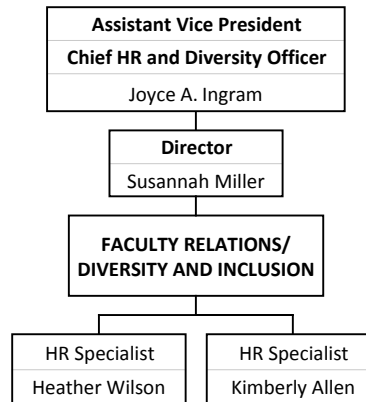 Assistant Vice President
Chief HR and Diversity Officer
Joyce A. Ingram
Director
Susannah Miller
FACULTY RELATIONS/
DIVERSITY AND INCLUSION
HR Specialist
Heather Wilson
HR Specialist
Kimberly Allen